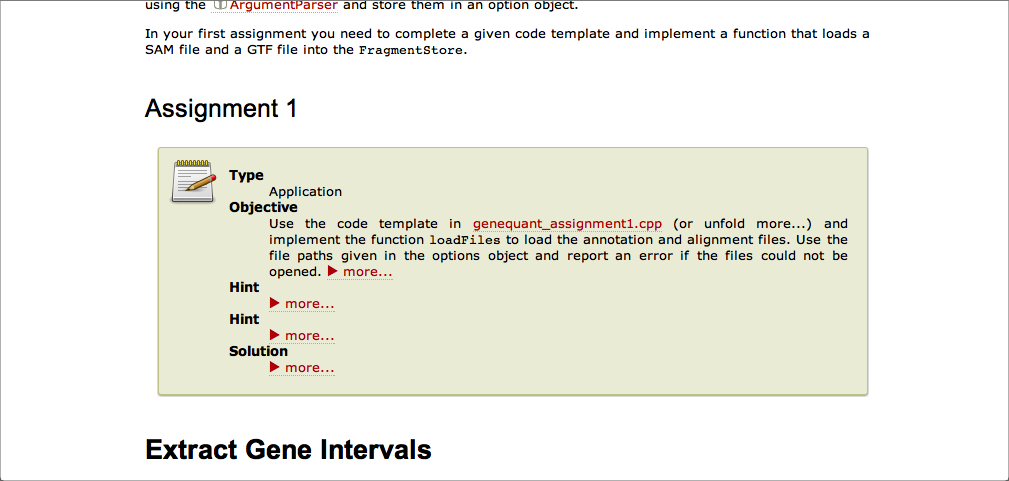 using the ArgumentParser and store them in an option object.
In your first assignment you need to complete a given code template and implement a function that loads a
SAM file and a GTF file into the FragmentStore.
Assignment 1
Type
Application
Objective
Use the code template in genequant_assignment1.cpp (or unfold more...) and
implement the function loadFiles to load the annotation and alignment files. Use the
file paths given in the options object and report an error if the files could not be
opened. ▶ more...
Hint
▶ more...
Hint
▶ more...
Solution
▶ more...
Extract Gene Intervals